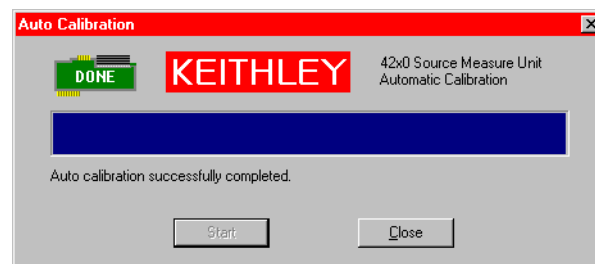 Auto Calibration
DONE
KEITHLEY
42x0 Source Measure Unit
Automatic Calibration
Auto calibration successfully completed.
Start
Close